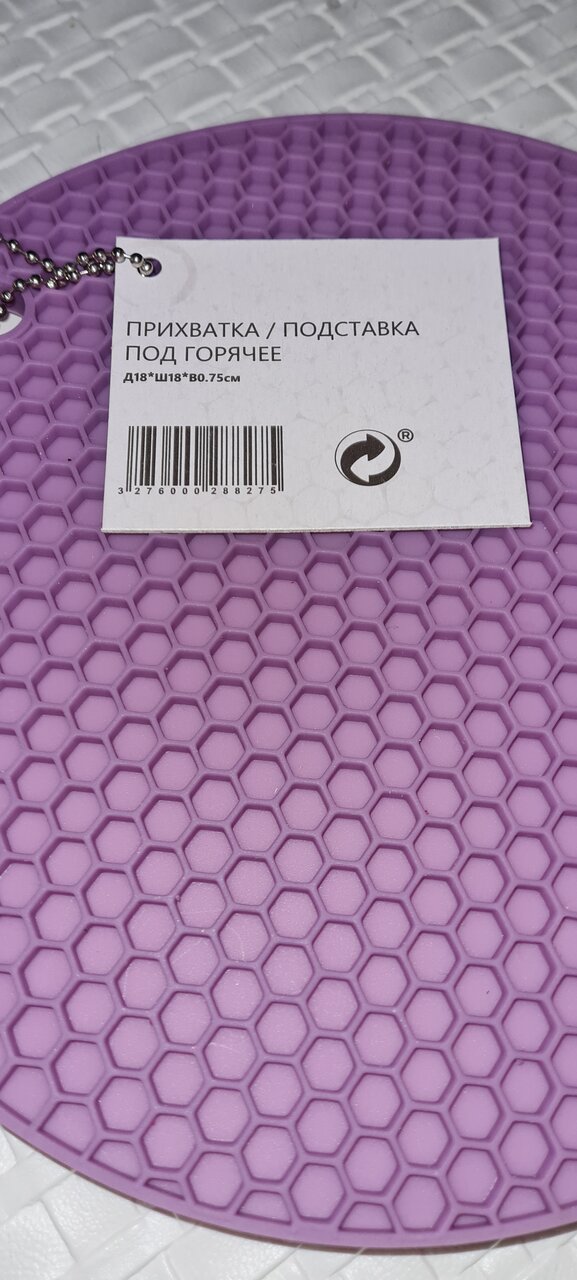 ПРИХВАТКА / ПОДСТАВКА
ПОД ГОРЯЧЕЕ
Д18*Ш18*В0.75см
®
3 276000 288275